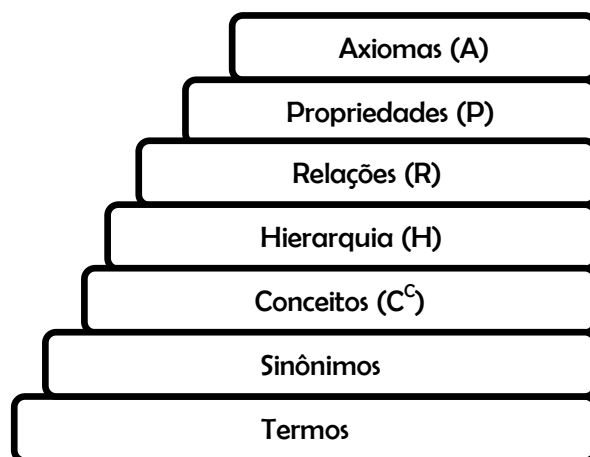 Axiomas (A)
Propriedades (P)
Relações (R)
Hierarquia (H)
Conceitos (C^C)
Sinônimos
Termos